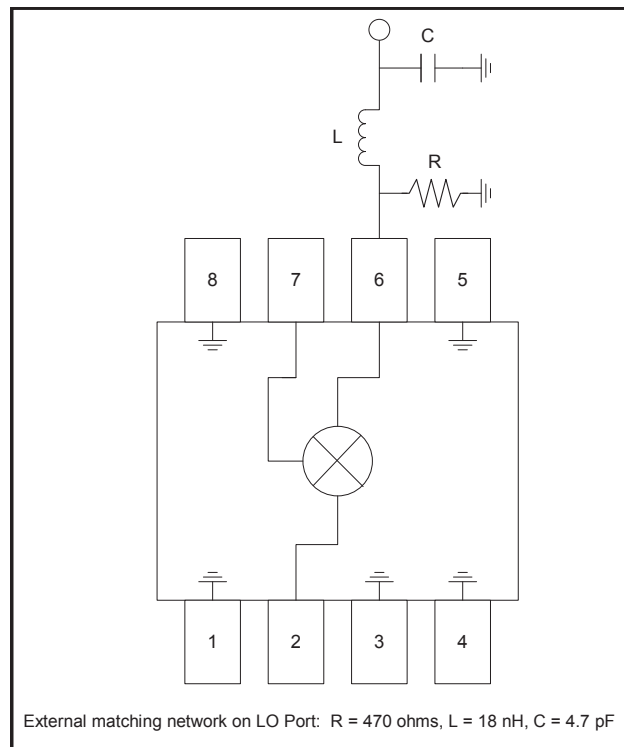 C
L
R
8
7
6
5
1
2
3
4
External matching network on LO Port: R = 470 ohms, L = 18 nH, C = 4.7 pF